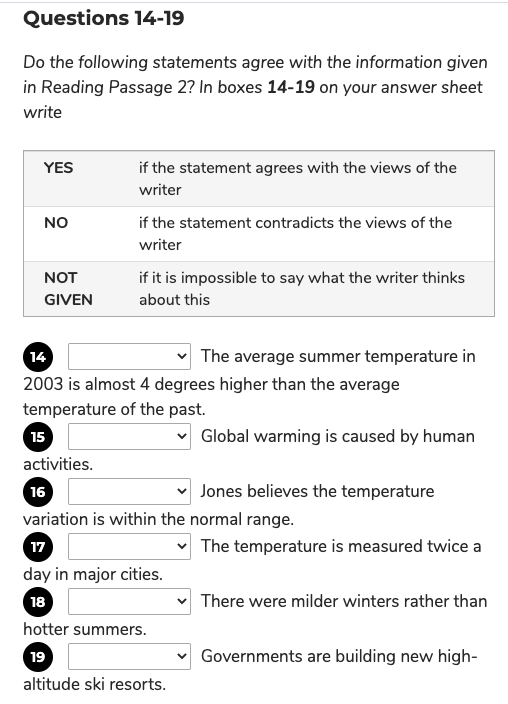 Questions 14-19
Do the following statements agree with the information given
in Reading Passage 2? In boxes 14-19 on your answer sheet
write
YES if the statement agrees with the views of the
writer
NO if the statement contradicts the views of the
writer
NOT if it is impossible to say what the writer thinks
GIVEN about this
14 The average summer temperature in
2003 is almost 4 degrees higher than the average
temperature of the past.
15 Global warming is caused by human
activities.
16 Jones believes the temperature
variation is within the normal range.
17 The temperature is measured twice a
day in major cities.
18 There were milder winters rather than
hotter summers.
19 Governments are building new high-
altitude ski resorts.